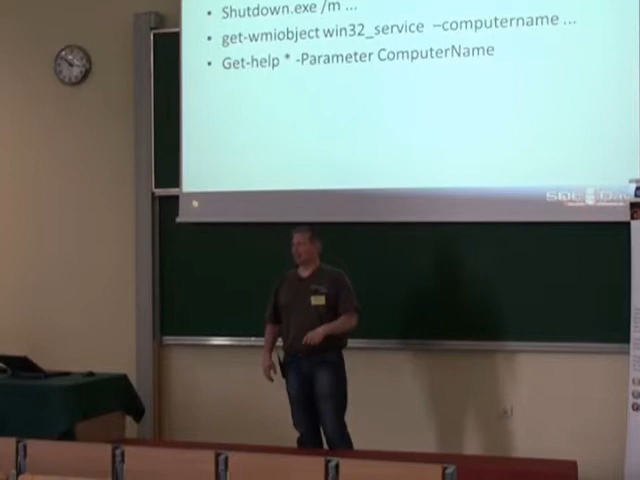 • Shutdown.exe /m ...
• get-wmiobject win32_service –computername ...
• Get-help * -Parameter ComputerName